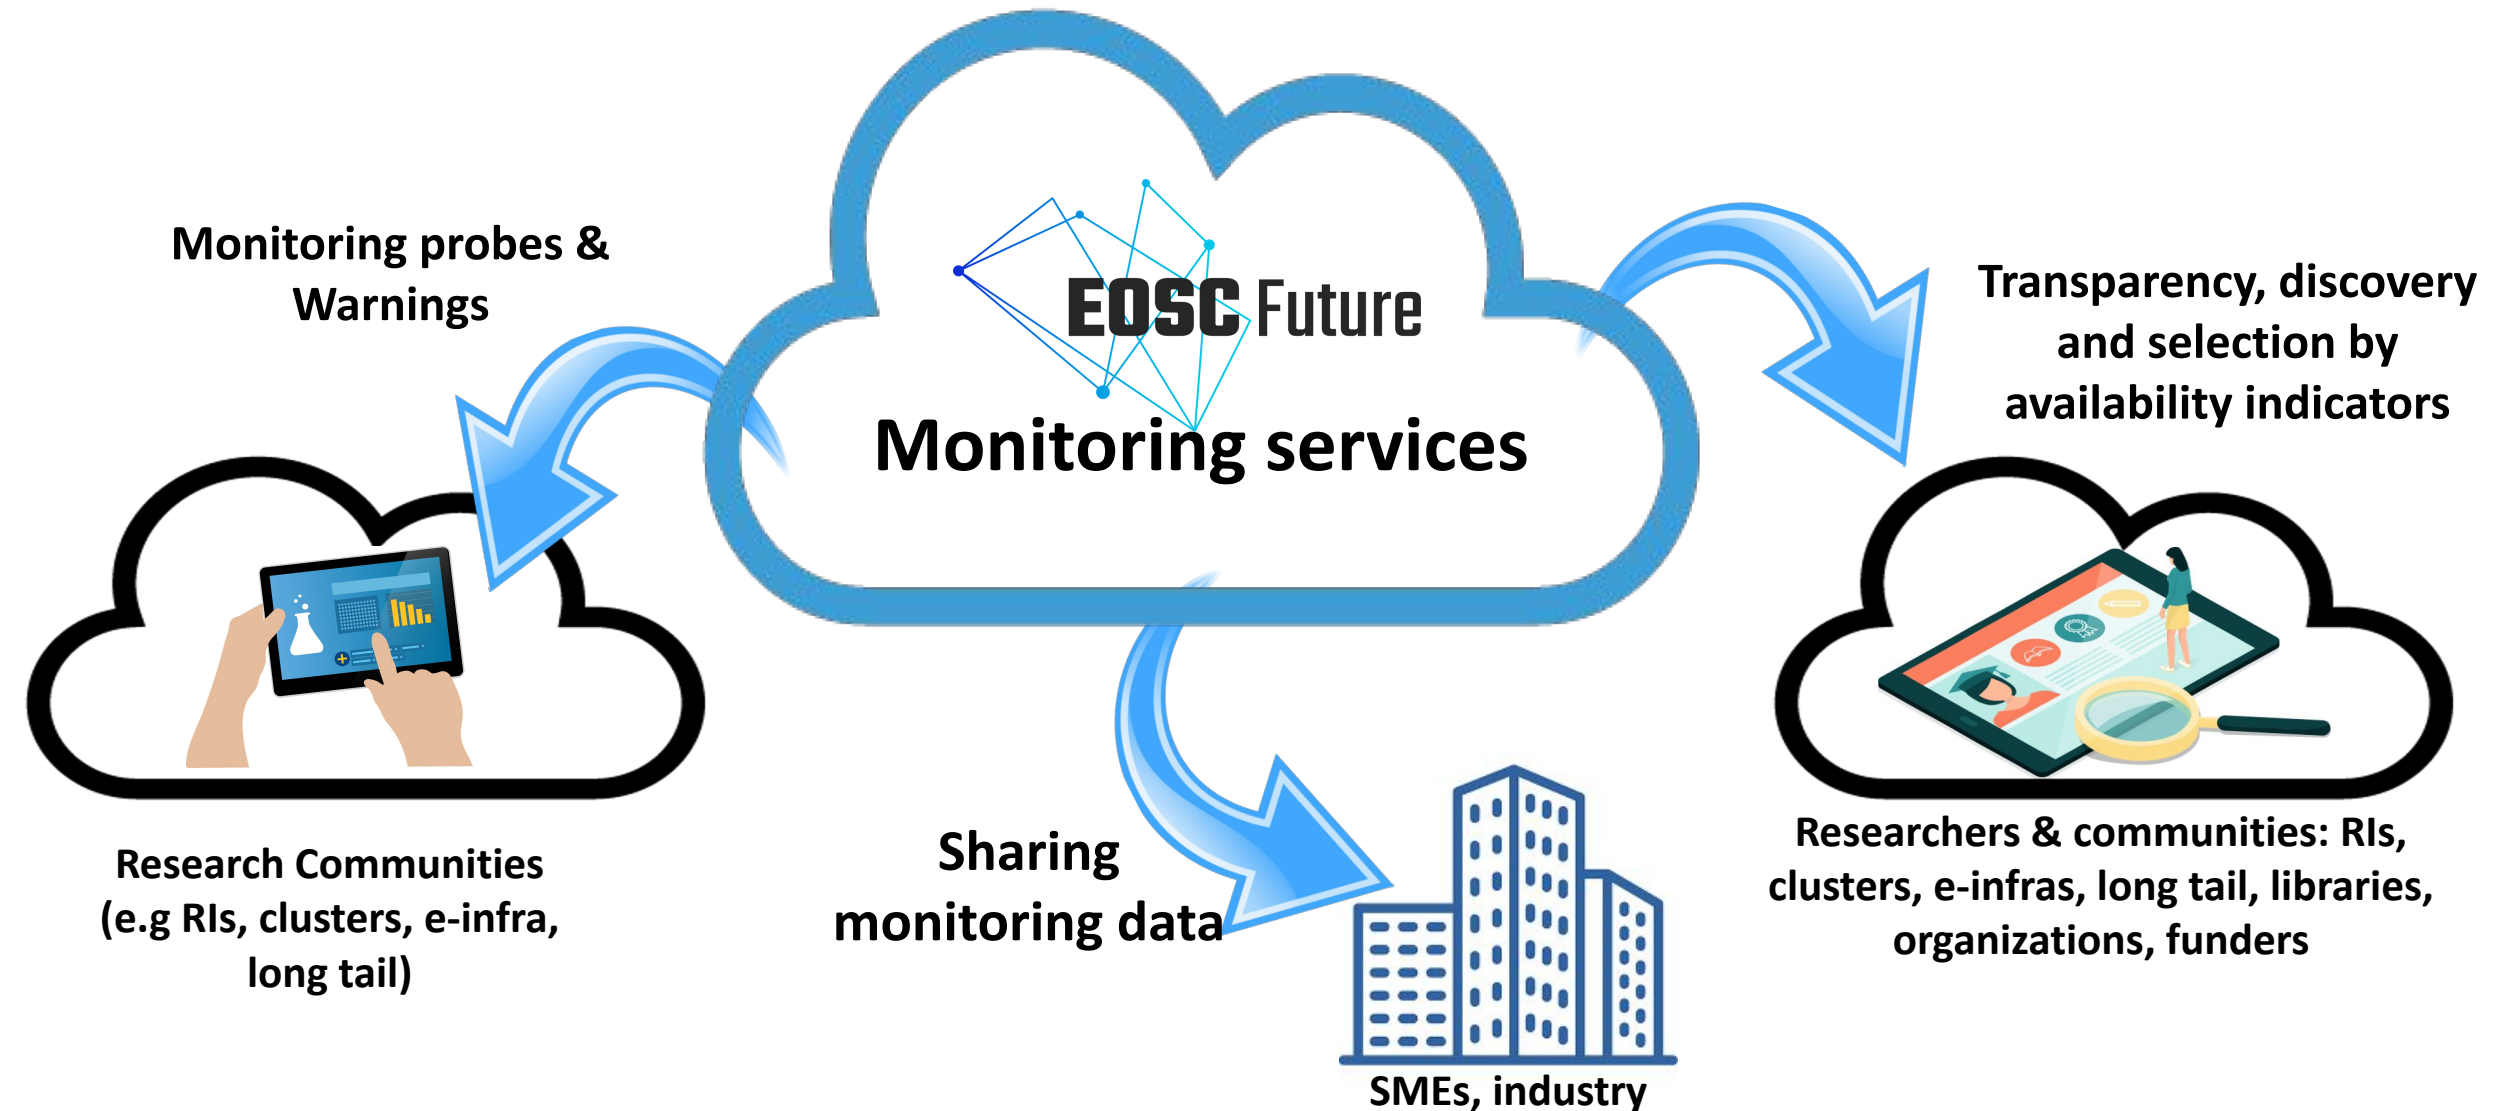 Monitoring probes &
Warnings
EOSC Future
Monitoring services
Transparency, discovery
and selection by
availability indicators
Research Communities
(e.g RIs, clusters, e-infra,
long tail)
Sharing
monitoring data
SMEs, industry
Researchers & communities: RIs,
clusters, e-infras, long tail, libraries,
organizations, funders